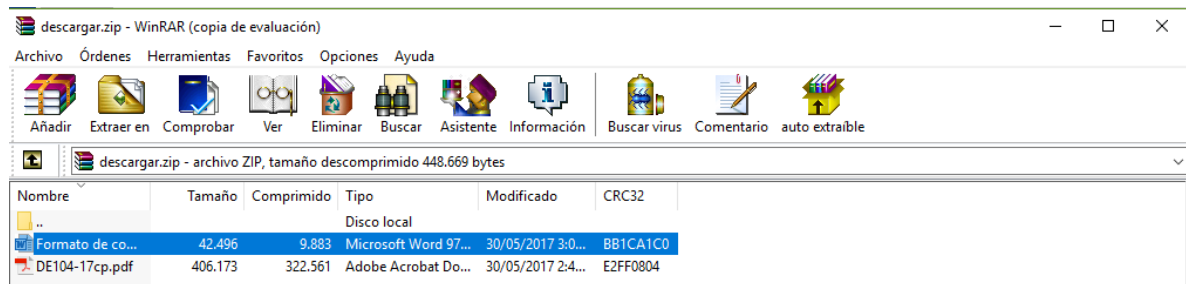 descargar.zip - WinRAR (copia de evaluación)
Archivo Órdenes Herramientas Favoritos Opciones Ayuda
Añadir Extraer en Comprobar Ver Eliminar Buscar Asistente Información Buscar virus Comentario auto extraíble
descargar.zip - archivo ZIP, tamaño descomprimido 448.669 bytes
Nombre Tamaño Comprimido Tipo Modificado CRC32
.. Disco local
Formato de co... 42.496 9.883 Microsoft Word 97... 30/05/2017 3:0... BB1CA1C0
DE104-17cp.pdf 406.173 322.561 Adobe Acrobat Do... 30/05/2017 2:4... E2FF0804